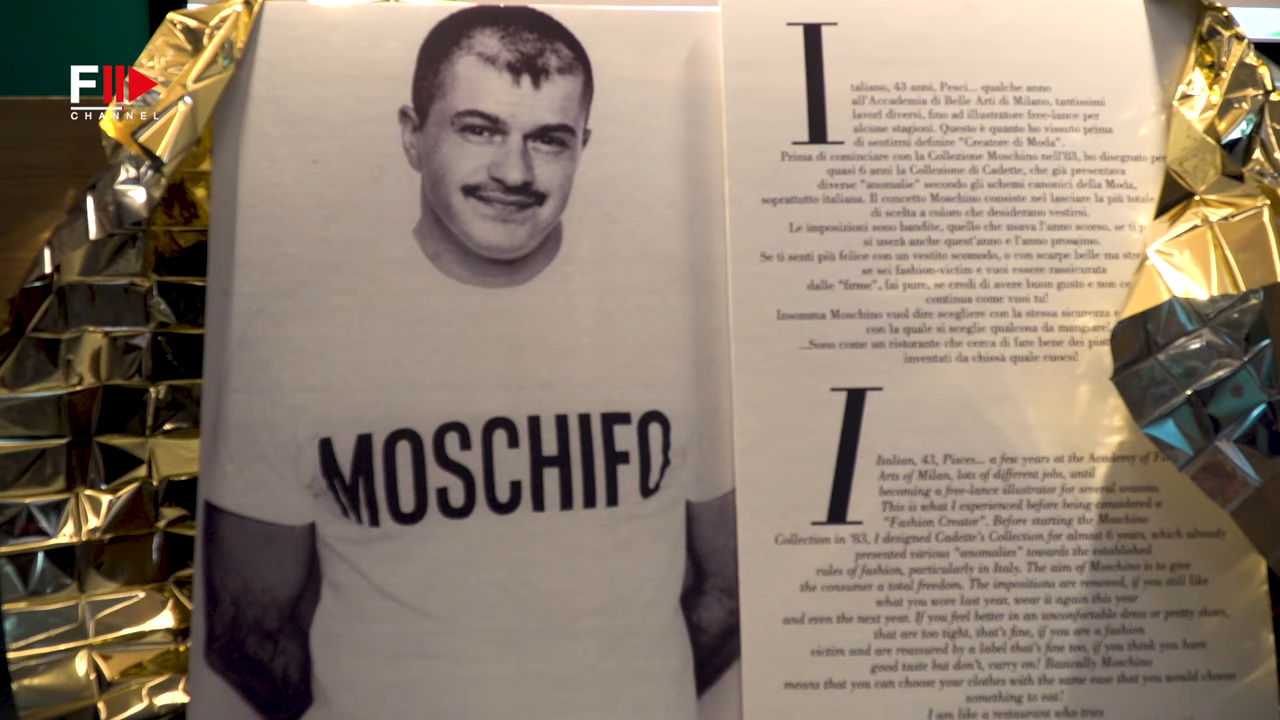 F
CHANNEL
MOSCHIFO
Italiano, 43 anni, Pesci... qualche anno
all'Accademia di Belle Arti di Milano, tantissimi
lavori diversi, fino ad illustratore free-lance per
alcune stagioni. Questo è quanto ho vissuto prima
di sentirmi definire "Creatore di Moda".
Prima di cominciare con la Collezione Moschino nell'83, ho disegnato per
quasi 6 anni la Collezione di Cadette, che già presentava
diverse "anomalie" secondo gli schemi canonici della Moda,
soprattutto italiana. Il concetto Moschino consiste nel lasciare la più totale
di scelta a coloro che desiderano vestirsi.
Le imposizioni sono bandite, quello che usava l'anno scorso, se ti p
si userà anche quest'anno e l'anno prossimo.
Se ti senti più felice con un vestito scomodo, o con scarpe belle ma stre
se sei fashion-victim e vuoi essere rassicurata
dalle "firme", fai pure, se credi di avere buon gusto e non ce
continua come vuoi tu!
Insomma Moschino vuol dire scegliere con la stessa sicurezza e
con la quale si sceglie qualcosa da mangiare!
...Sono come un ristorante che cerca di fare bene dei piatt
inventati da chissà quale cuoco!
I Italian, 43, Pisces... a few years at the Academy of F
Arts of Milan, lots of different jobs, until
becoming a free-lance illustrator for several seasons.
This is what I experienced before being considered a
"Fashion Creator". Before starting the Moschino
Collection in '83, I designed Cadette's Collection for almost 6 years, which already
presented various "anomalies" towards the established
rules of fashion, particularly in Italy. The aim of Moschino is to give
the consumer a total freedom. The impositions are removed, if you still like
what you wore last year, wear it again this year
and even the next year. If you feel better in an unconfortable dress or pretty shoes,
that are too tight, that's fine, if you are a fashion
victim and are reassured by a label that's fine too, if you think you have
good taste but don't, carry on! Basically Moschino
means that you can choose your clothes with the same ease that you would choose
something to eat!
I am like a restaurant who tries